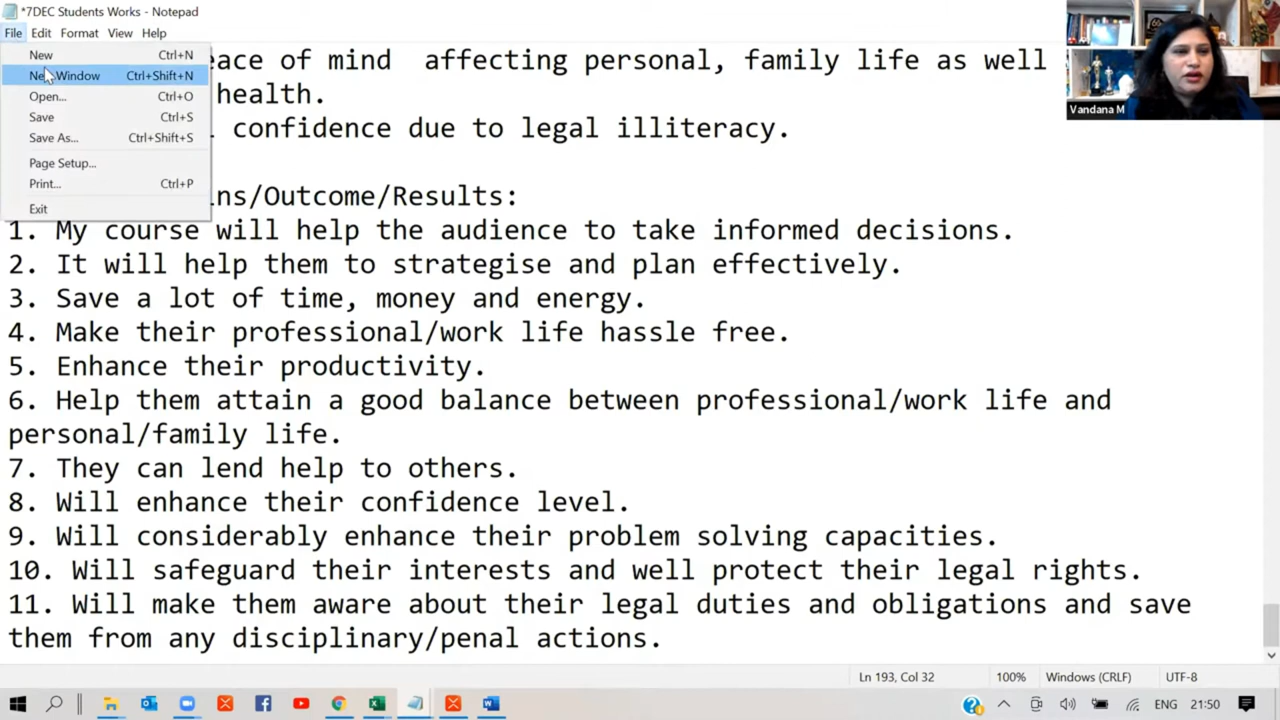 *7DEC Students Works - Notepad
File Edit Format View Help
New Ctrl+N
New Window Ctrl+Shift+N
Open... Ctrl+O
Save Ctrl+S
Save As... Ctrl+Shift+S
Page Setup...
Print... Ctrl+P
Exit
eace of mind affecting personal, family life as well
health.
confidence due to legal illiteracy.
ins/Outcome/Results:
1. My course will help the audience to take informed decisions.
2. It will help them to strategise and plan effectively.
3. Save a lot of time, money and energy.
4. Make their professional/work life hassle free.
5. Enhance their productivity.
6. Help them attain a good balance between professional/work life and
personal/family life.
7. They can lend help to others.
8. Will enhance their confidence level.
9. Will considerably enhance their problem solving capacities.
10. Will safeguard their interests and well protect their legal rights.
11. Will make them aware about their legal duties and obligations and save
them from any disciplinary/penal actions.
Vandana M
Ln 193, Col 32 100% Windows (CRLF) UTF-8
ENG 21:50